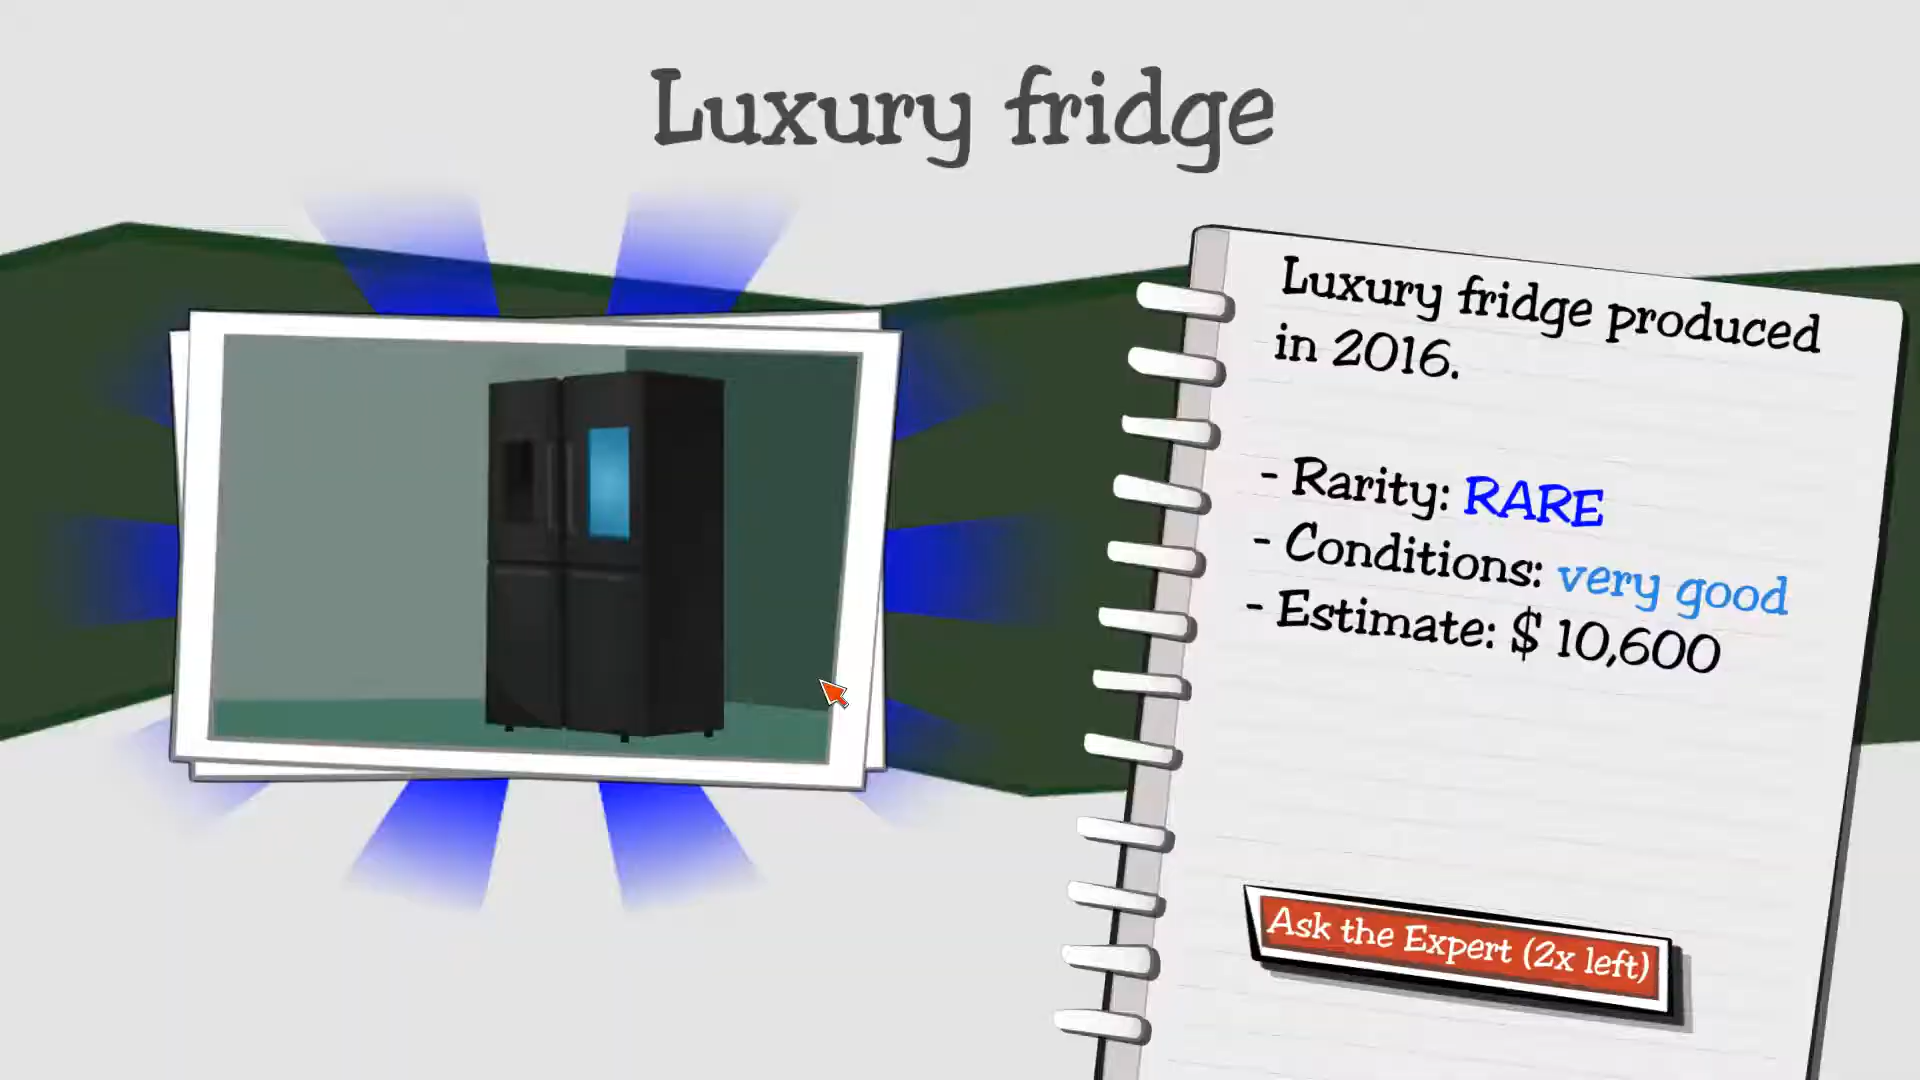 Luxury fridge
Luxury fridge produced
in 2016.
- Rarity: RARE
- Conditions: very good
- Estimate: $ 10,600
Ask the Expert (2x left)